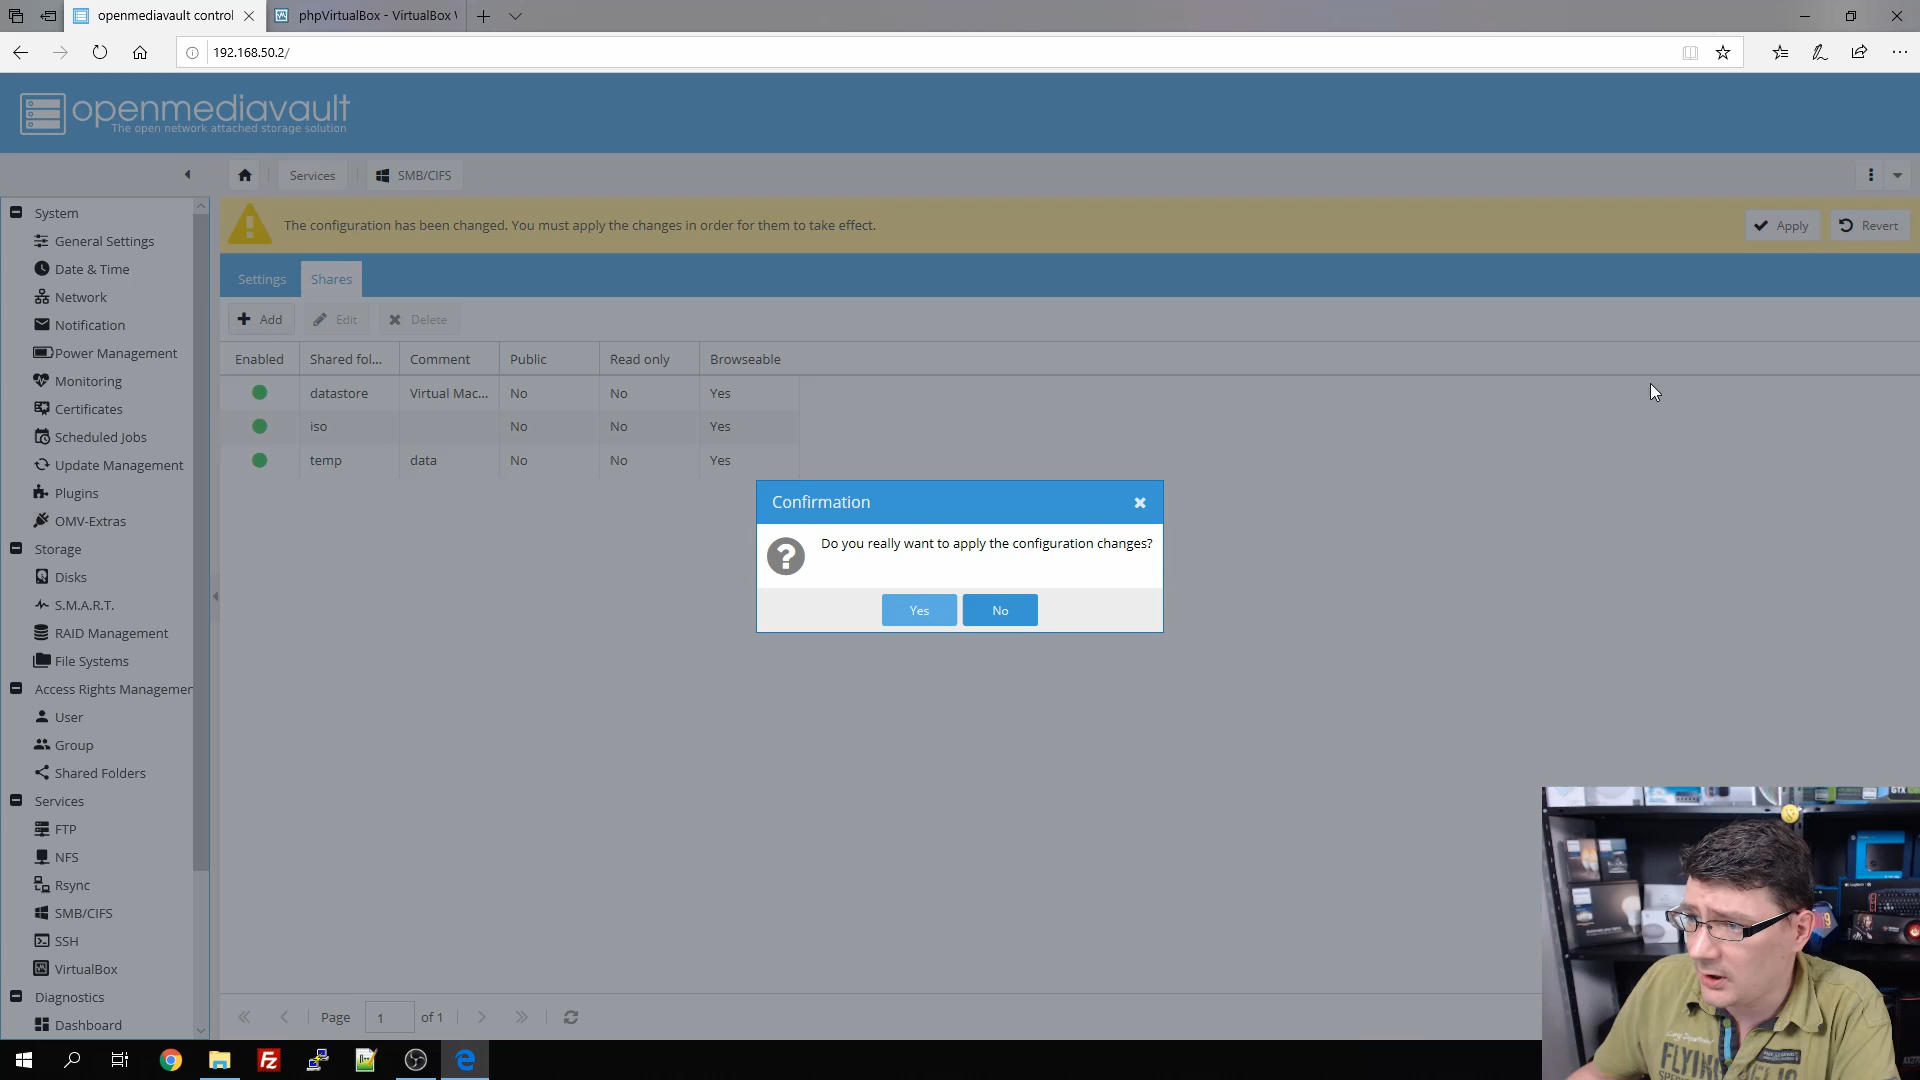 openmediavault control
phpVirtualBox - VirtualBox
192.168.50.2/
openmediavault
The open network attached storage solution
Services
SMB/CIFS
The configuration has been changed. You must apply the changes in order for them to take effect.
Apply
Revert
System
General Settings
Date & Time
Network
Notification
Power Management
Monitoring
Certificates
Scheduled Jobs
Update Management
Plugins
OMV-Extras
Storage
Disks
S.M.A.R.T.
RAID Management
File Systems
Access Rights Managemen
User
Group
Shared Folders
Services
FTP
NFS
Rsync
SMB/CIFS
SSH
VirtualBox
Diagnostics
Dashboard
Settings
Shares
Add
Edit
Delete
Enabled Shared fol... Comment Public Read only Browseable
datastore Virtual Mac... No No Yes
iso No No Yes
temp data No No Yes
Confirmation
Do you really want to apply the configuration changes?
Yes
No
Page 1 of 1
FLYING